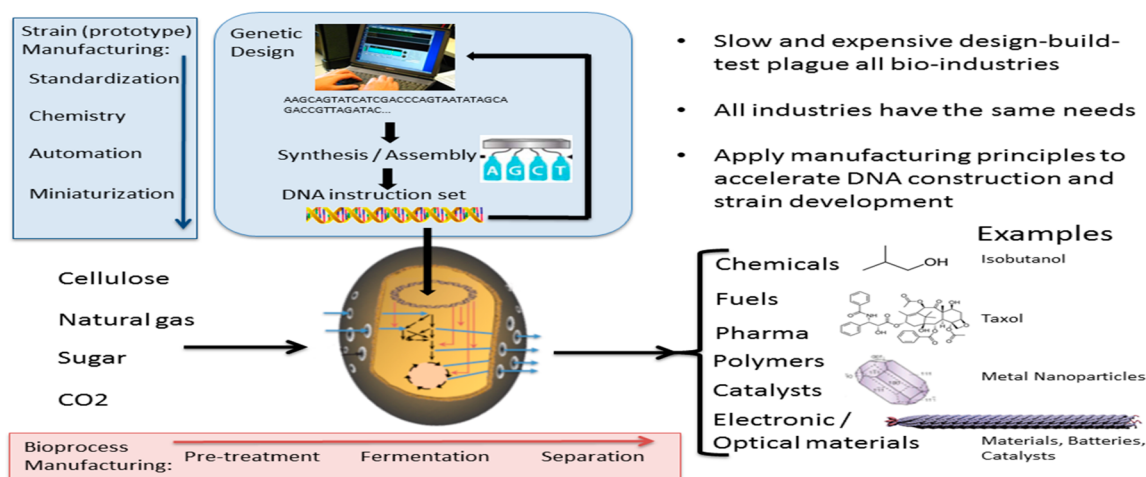 Strain (prototype)
Manufacturing:
Standardization
Chemistry
Automation
Miniaturization
Genetic
Design
AAGCAGTATCATCGACCCAGTAATATAGCA
GACCGTTAGATAC...
Synthesis / Assembly
A G C T
DNA instruction set
• Slow and expensive design-build-
test plague all bio-industries
• All industries have the same needs
• Apply manufacturing principles to
accelerate DNA construction and
strain development
Cellulose
Natural gas
Sugar
CO2
Examples
Chemicals
OH
Isobutanol
Fuels
Pharma
Taxol
Polymers
Catalysts
Metal Nanoparticles
Electronic /
Optical materials
Materials, Batteries,
Catalysts
Bioprocess
Manufacturing:
Pre-treatment
Fermentation
Separation